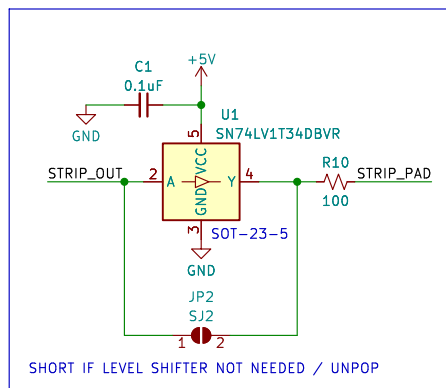 +5V
C1
0.1uF
GND
U1
SN74LV1T34DBVR
5
VCC
STRIP_OUT
2
A
Y
4
R10
100
STRIP_PAD
GND
3
SOT-23-5
GND
JP2
SJ2
1
2
SHORT IF LEVEL SHIFTER NOT NEEDED / UNPOP